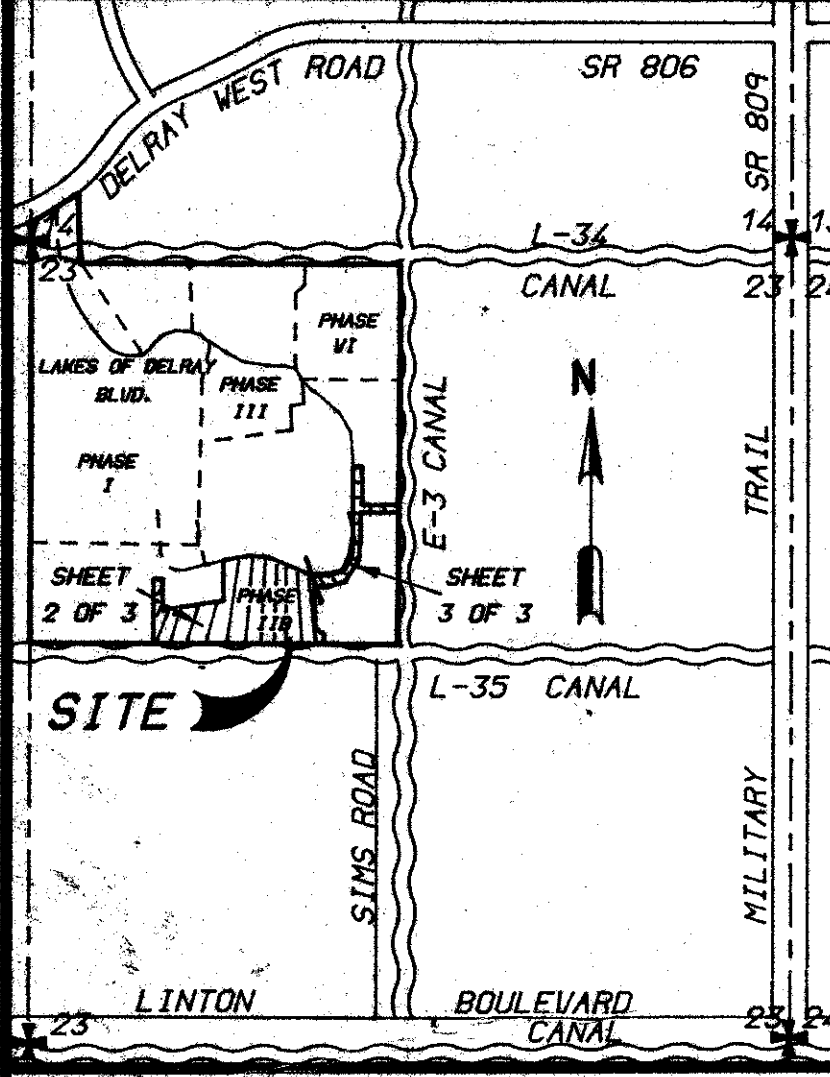 DELRAY WEST ROAD
SR 806
SR 809
14
14
13
L-34
CANAL
23
23
PHASE
VI
LAKES OF DELRAY
BLVD.
PHASE
III
N
E-3 CANAL
TRAIL
PHASE
I
SHEET
2 OF 3
PHASE
IIB
SHEET
3 OF 3
L-35 CANAL
SITE
SIMS ROAD
MILITARY
LINTON
BOULEVARD
CANAL
23
23
24